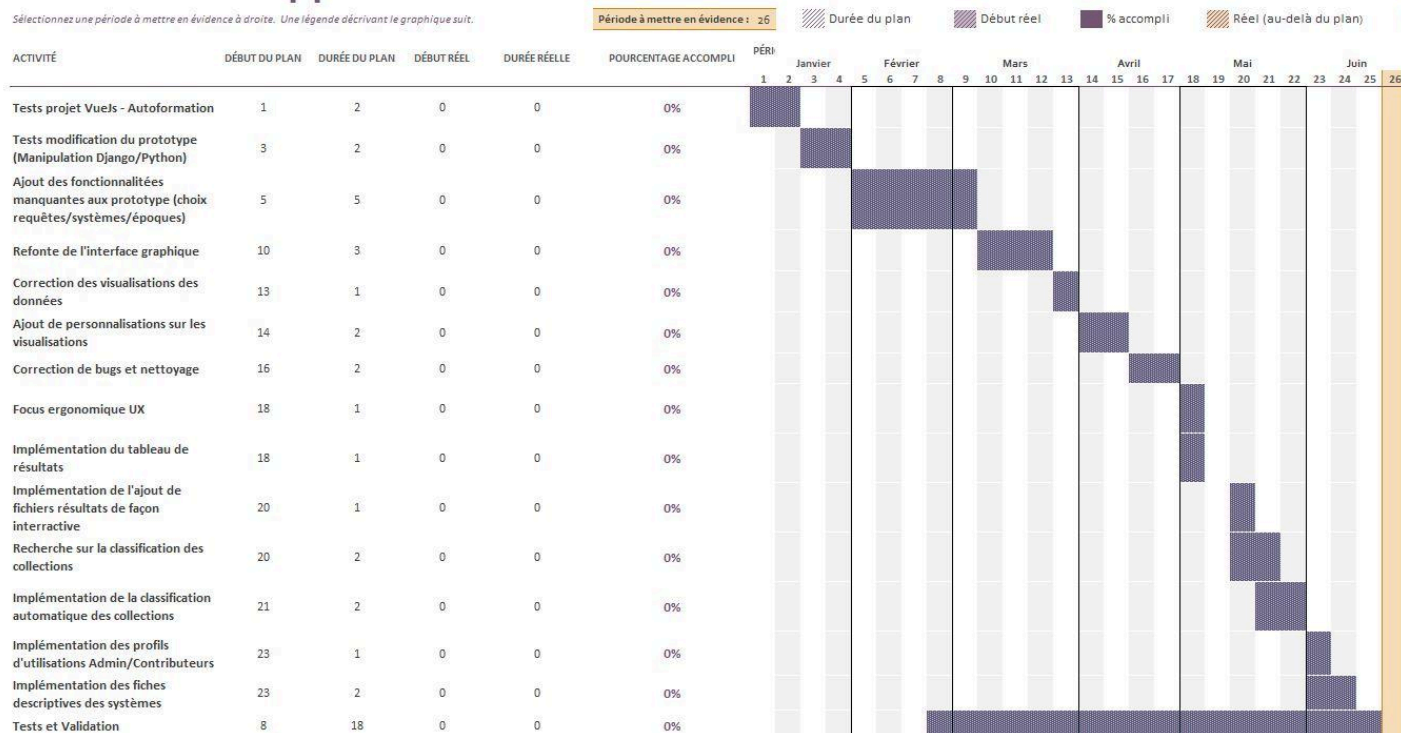 Sélectionnez une période à mettre en évidence à droite. Une légende décrivant le graphique suit.
Période à mettre en évidence : 26
Durée du plan
Début réel
% accompli
Réel (au-delà du plan)
ACTIVITÉ DÉBUT DU PLAN DURÉE DU PLAN DÉBUT RÉEL DURÉE RÉELLE POURCENTAGE ACCOMPLI PÉRI
Janvier Février Mars Avril Mai Juin
1 2 3 4 5 6 7 8 9 10 11 12 13 14 15 16 17 18 19 20 21 22 23 24 25 26
Tests projet VueJs - Autoformation 1 2 0 0 0%
Tests modification du prototype
(Manipulation Django/Python) 3 2 0 0 0%
Ajout des fonctionnalitées
manquantes aux prototype (choix 5 5 0 0 0%
requêtes/systèmes/époques)
Refonte de l'interface graphique 10 3 0 0 0%
Correction des visualisations des
données 13 1 0 0 0%
Ajout de personnalisations sur les
visualisations 14 2 0 0 0%
Correction de bugs et nettoyage 16 2 0 0 0%
Focus ergonomique UX 18 1 0 0 0%
Implémentation du tableau de
résultats 18 1 0 0 0%
Implémentation de l'ajout de
fichiers résultats de façon 20 1 0 0 0%
interractive
Recherche sur la classification des
collections 20 2 0 0 0%
Implémentation de la classification
automatique des collections 21 2 0 0 0%
Implémentation des profils
d'utilisations Admin/Contributeurs 23 1 0 0 0%
Implémentation des fiches
descriptives des systèmes 23 2 0 0 0%
Tests et Validation 8 18 0 0 0%